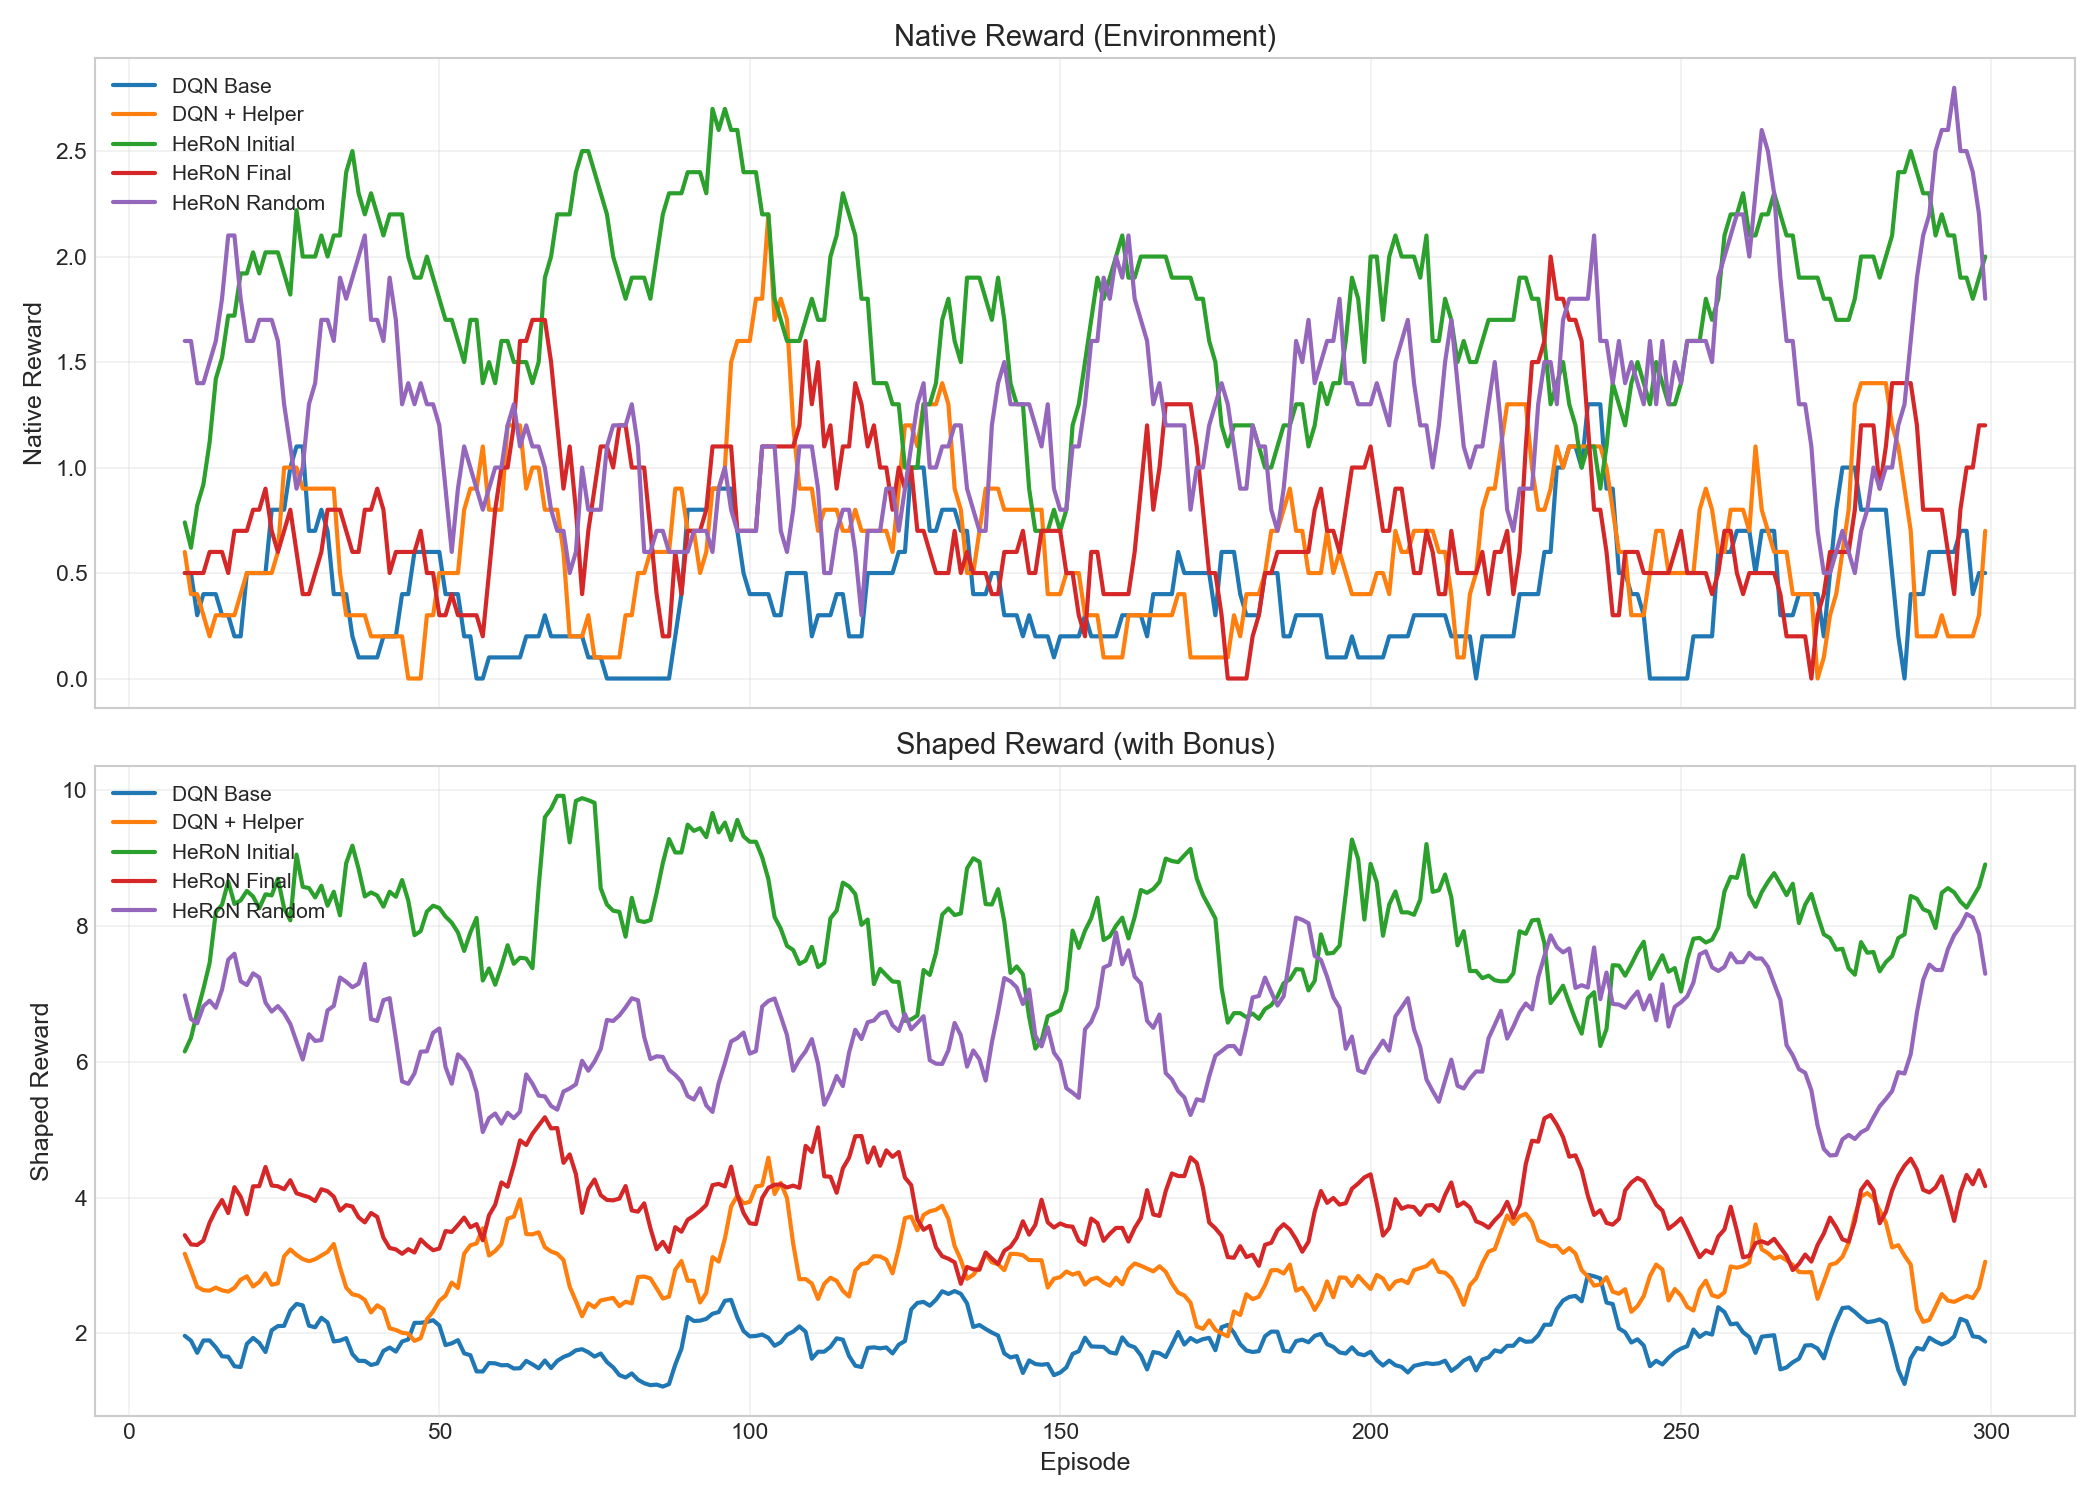 Native Reward (Environment)
DQN Base
DQN + Helper
HeRoN Initial
HeRoN Final
HeRoN Random
Native Reward
2.5
2.0
1.5
1.0
0.5
0.0
Shaped Reward (with Bonus)
DQN Base
DQN + Helper
HeRoN Initial
HeRoN Final
HeRoN Random
Shaped Reward
10
8
6
4
2
0 50 100 150 200 250 300
Episode